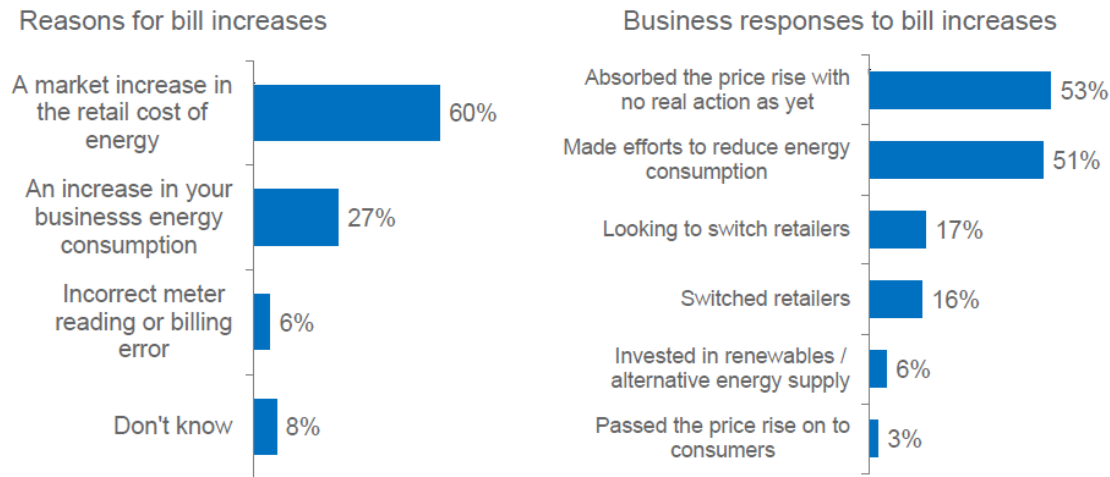 Reasons for bill increases
A market increase in
the retail cost of
energy
60%
An increase in your
businesss energy
consumption
27%
Incorrect meter
reading or billing
error
6%
Don't know
8%
Business responses to bill increases
Absorbed the price rise with
no real action as yet
53%
Made efforts to reduce energy
consumption
51%
Looking to switch retailers
17%
Switched retailers
16%
Invested in renewables /
alternative energy supply
6%
Passed the price rise on to
consumers
3%